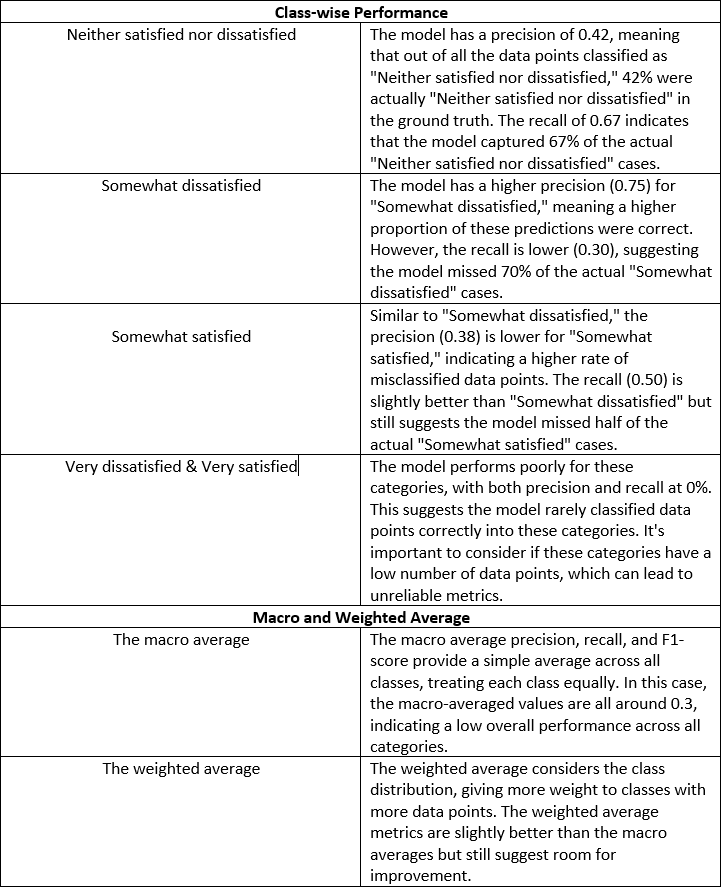 Class-wise Performance
Neither satisfied nor dissatisfied
The model has a precision of 0.42, meaning
that out of all the data points classified as
"Neither satisfied nor dissatisfied," 42% were
actually "Neither satisfied nor dissatisfied" in
the ground truth. The recall of 0.67 indicates
that the model captured 67% of the actual
"Neither satisfied nor dissatisfied" cases.
Somewhat dissatisfied
The model has a higher precision (0.75) for
"Somewhat dissatisfied," meaning a higher
proportion of these predictions were correct.
However, the recall is lower (0.30), suggesting
the model missed 70% of the actual "Somewhat
dissatisfied" cases.
Somewhat satisfied
Similar to "Somewhat dissatisfied," the
precision (0.38) is lower for "Somewhat
satisfied," indicating a higher rate of
misclassified data points. The recall (0.50) is
slightly better than "Somewhat dissatisfied" but
still suggests the model missed half of the
actual "Somewhat satisfied" cases.
Very dissatisfied & Very satisfied
The model performs poorly for these
categories, with both precision and recall at 0%.
This suggests the model rarely classified data
points correctly into these categories. It's
important to consider if these categories have a
low number of data points, which can lead to
unreliable metrics.
Macro and Weighted Average
The macro average
The macro average precision, recall, and F1-
score provide a simple average across all
classes, treating each class equally. In this case,
the macro-averaged values are all around 0.3,
indicating a low overall performance across all
categories.
The weighted average
The weighted average considers the class
distribution, giving more weight to classes with
more data points. The weighted average
metrics are slightly better than the macro
averages but still suggest room for
improvement.